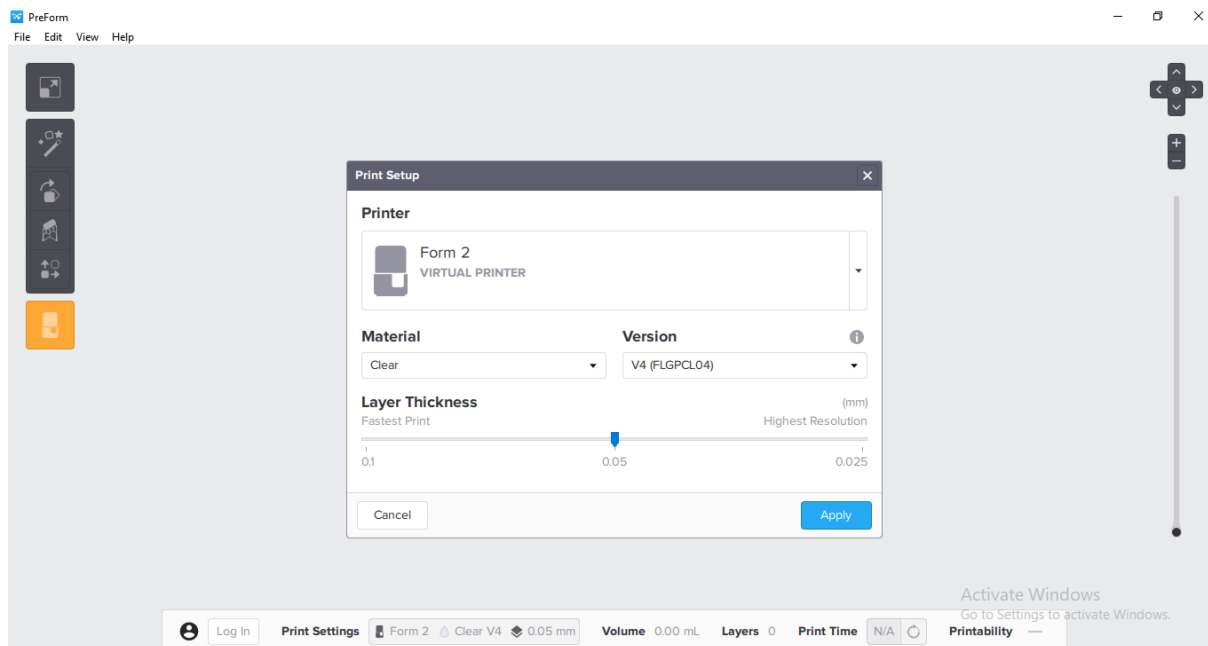 PreForm
File Edit View Help
Print Setup
Printer
Form 2
VIRTUAL PRINTER
Material Version
Clear V4 (FLGPCL04)
Layer Thickness (mm)
Fastest Print Highest Resolution
0.1 0.05 0.025
Cancel Apply
Activate Windows
Go to Settings to activate Windows.
Log In Print Settings Form 2 Clear V4 0.05 mm Volume 0.00 mL Layers 0 Print Time N/A Printability —